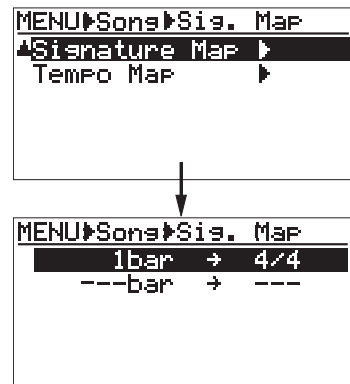 MENU▶Song▶Sig. Map
Signature Map ▶
Tempo Map ▶
MENU▶Song▶Sig. Map
1bar → 4/4
---bar → ---